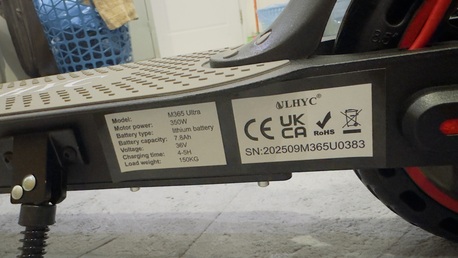 Model: M365 Ultra
Motor power: 350W
Battery type: lithium battery
Battery capacity: 7.8Ah
Voltage: 36V
Charging time: 4-5H
Load weight: 150KG
ULHYC
CE UK CA RoHS
SN:202509M365U0383